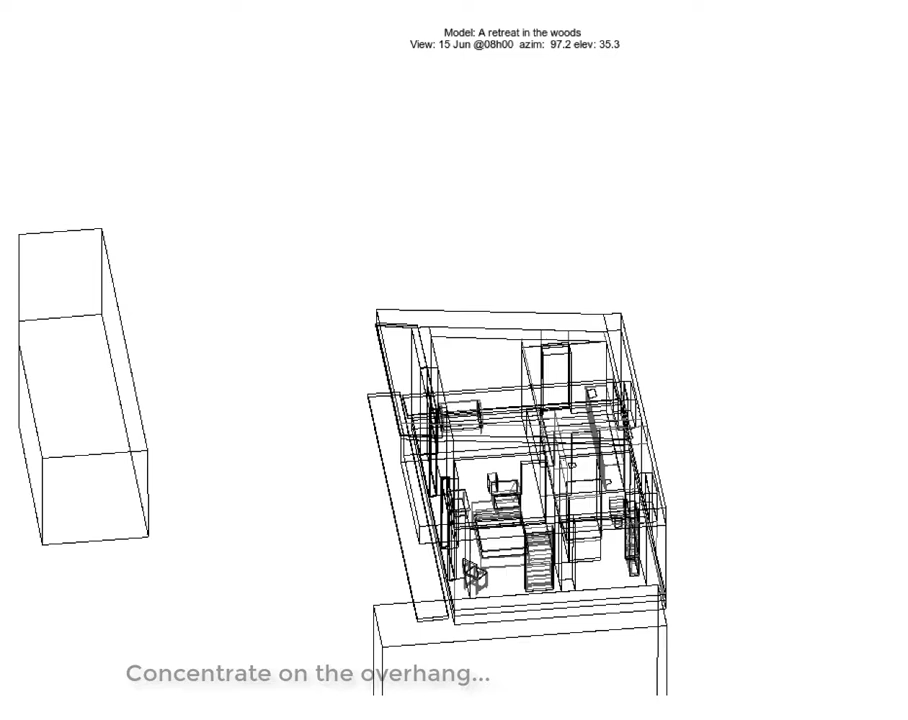 Model: A retreat in the woods
View: 15 Jun @08h00 azim: 97.2 elev: 35.3
Concentrate on the overhang...